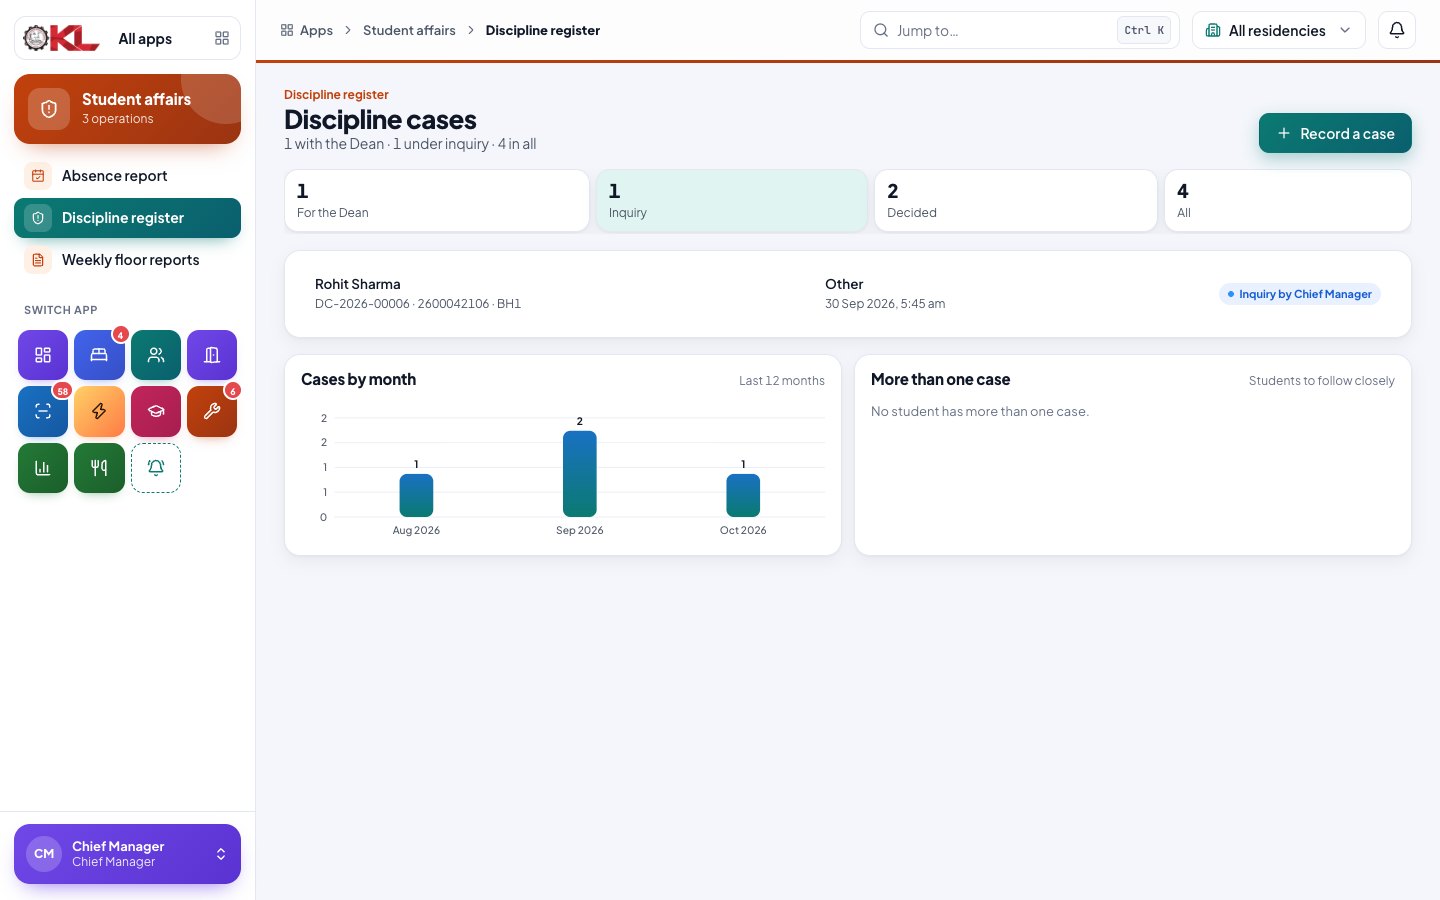 KL All apps
Apps > Student affairs > Discipline register
Jump to... Ctrl K
All residencies
Student affairs
3 operations
Absence report
Discipline register
Weekly floor reports
SWITCH APP
4
58
6
CM
Chief Manager
Chief Manager
Discipline register
Discipline cases
1 with the Dean · 1 under inquiry · 4 in all
+ Record a case
1
For the Dean
1
Inquiry
2
Decided
4
All
Rohit Sharma
DC-2026-00006 · 2600042106 · BH1
Other
30 Sep 2026, 5:45 am
Inquiry by Chief Manager
Cases by month
Last 12 months
2
2
1
1
0
1
2
1
Aug 2026
Sep 2026
Oct 2026
More than one case
Students to follow closely
No student has more than one case.